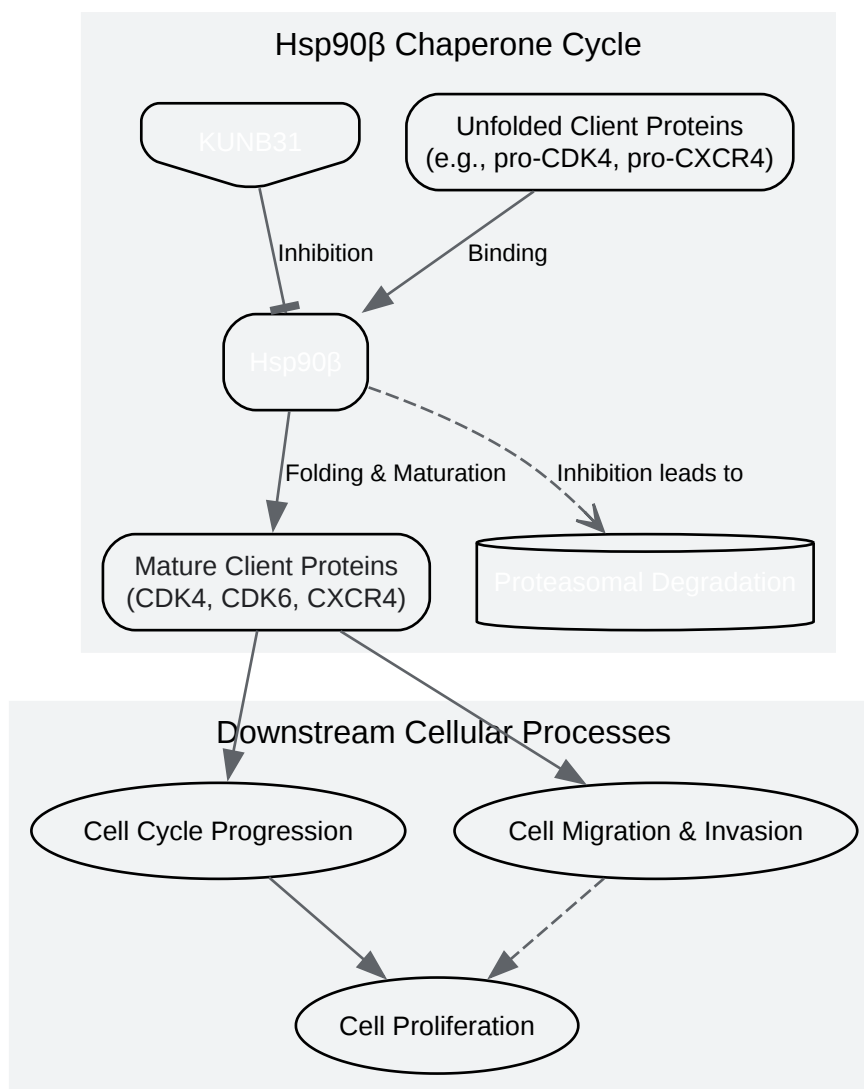 Hsp90β Chaperone Cycle
KUNB31
Unfolded Client Proteins
(e.g., pro-CDK4, pro-CXCR4)
Inhibition
Binding
Hsp90β
Folding & Maturation
Inhibition leads to
Mature Client Proteins
(CDK4, CDK6, CXCR4)
Proteasomal Degradation
Downstream Cellular Processes
Cell Cycle Progression
Cell Migration & Invasion
Cell Proliferation